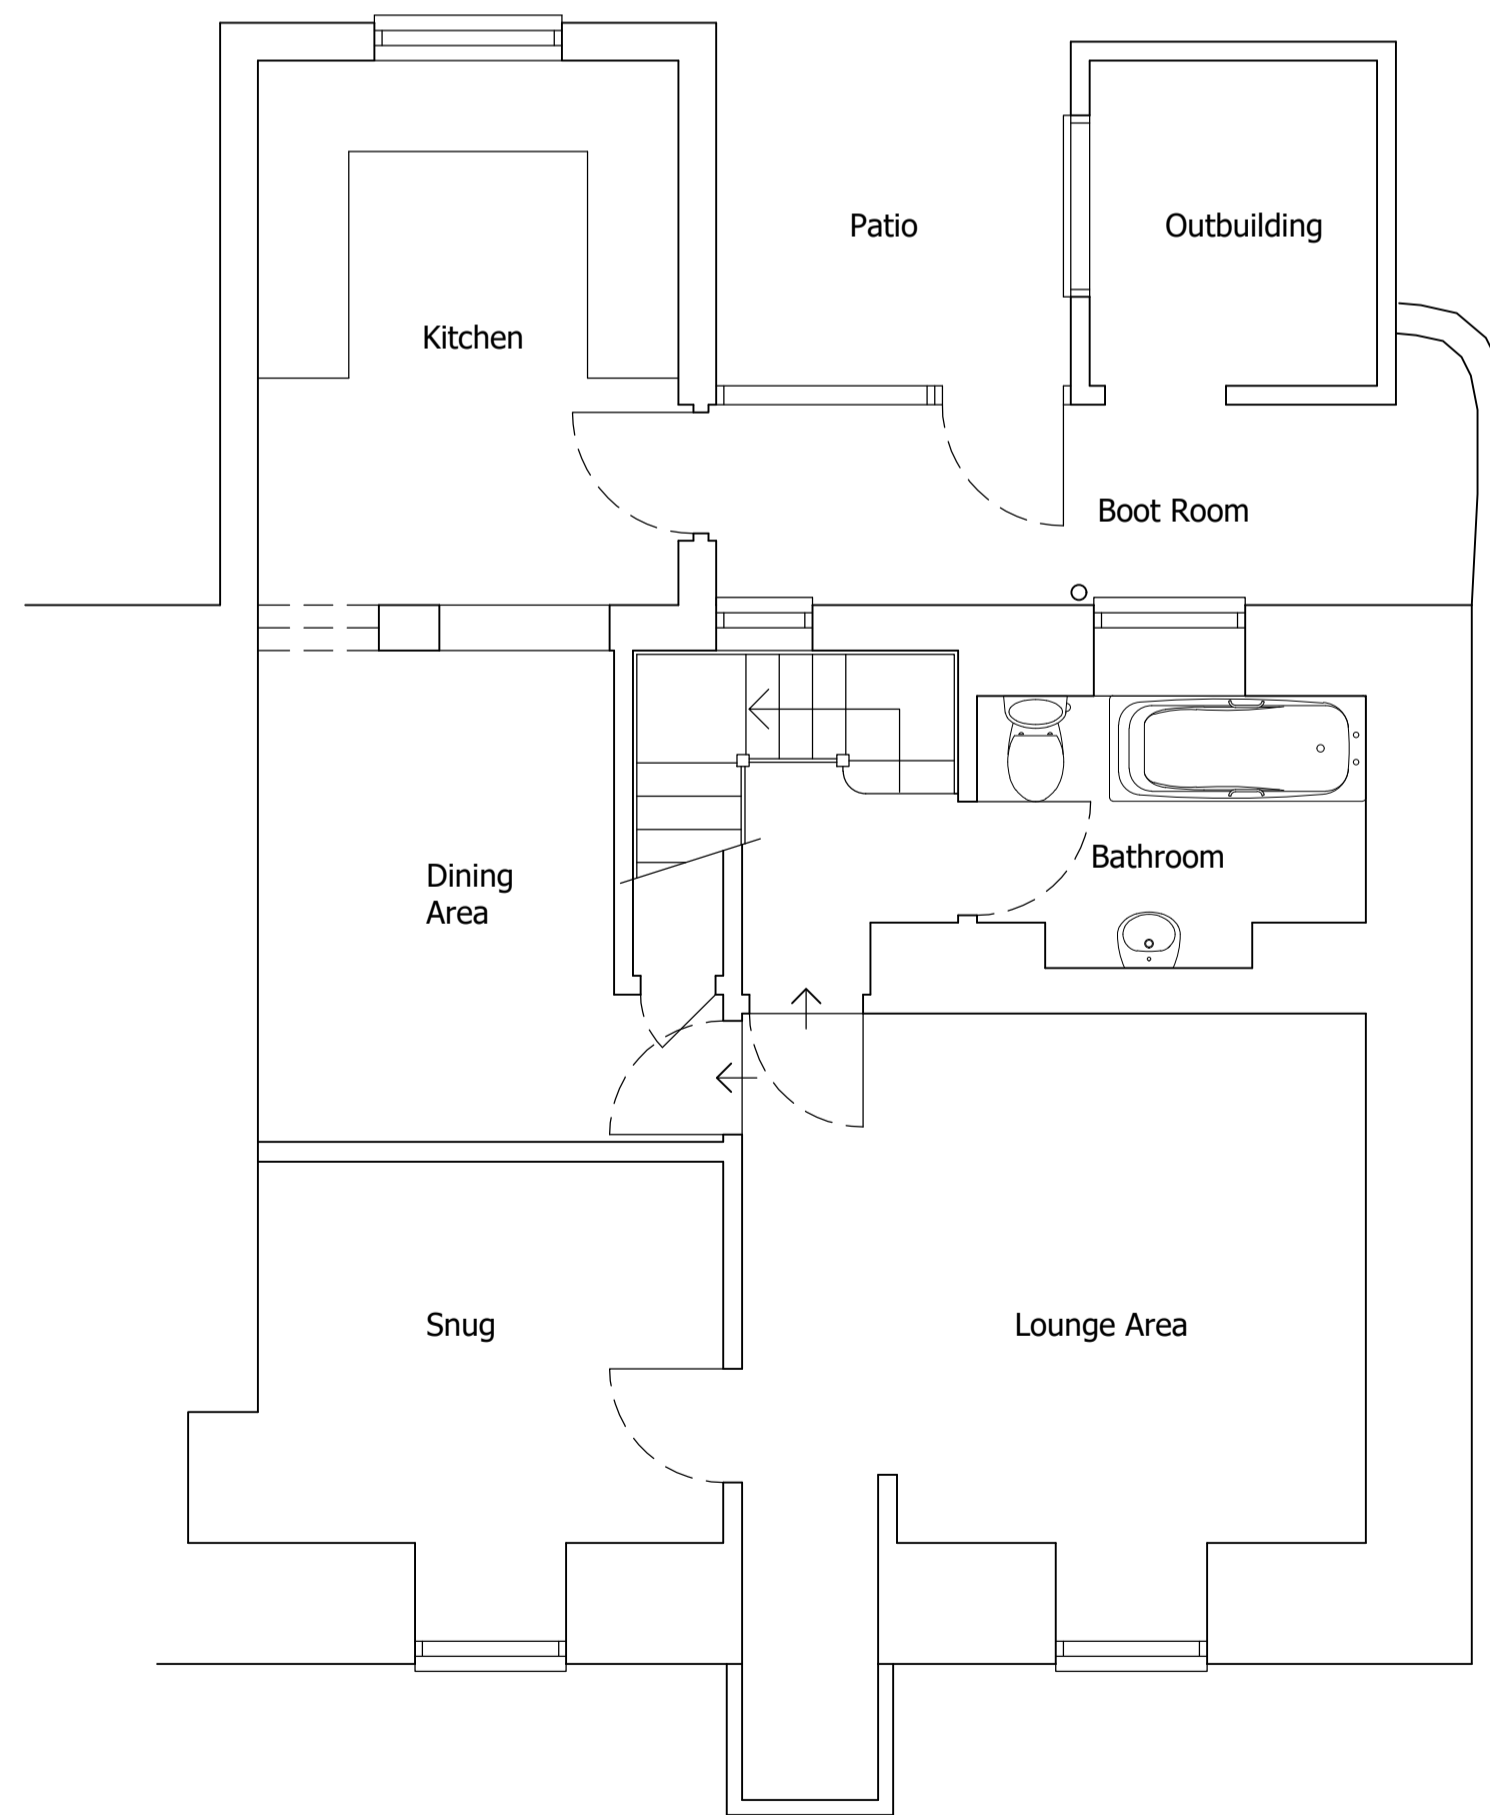 Patio
Outbuilding
Kitchen
Boot Room
Bathroom
Dining
Area
Snug
Lounge Area